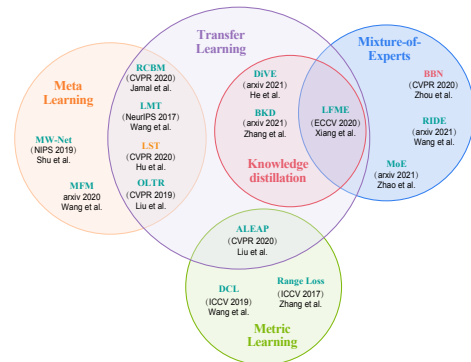 Transfer
Learning
Mixture-of-
Experts
Meta
Learning
RCBM
(CVPR 2020)
Jamal et al.
LMT
(NeurIPS 2017)
Wang et al.
LST
(CVPR 2020)
Hu et al.
OLTR
(CVPR 2019)
Liu et al.
MW-Net
(NIPS 2019)
Shu et al.
MFM
arxiv 2020
Wang et al.
DiVE
(arxiv 2021)
He et al.
BKD
(arxiv 2021)
Zhang et al.
Knowledge
distillation
LFME
(ECCV 2020)
Xiang et al.
BBN
(CVPR 2020)
Zhou et al.
RIDE
(arxiv 2021)
Wang et al.
MoE
(arxiv 2021)
Zhao et al.
ALEAP
(CVPR 2020)
Liu et al.
DCL
(ICCV 2019)
Wang et al.
Range Loss
(ICCV 2017)
Zhang et al.
Metric
Learning